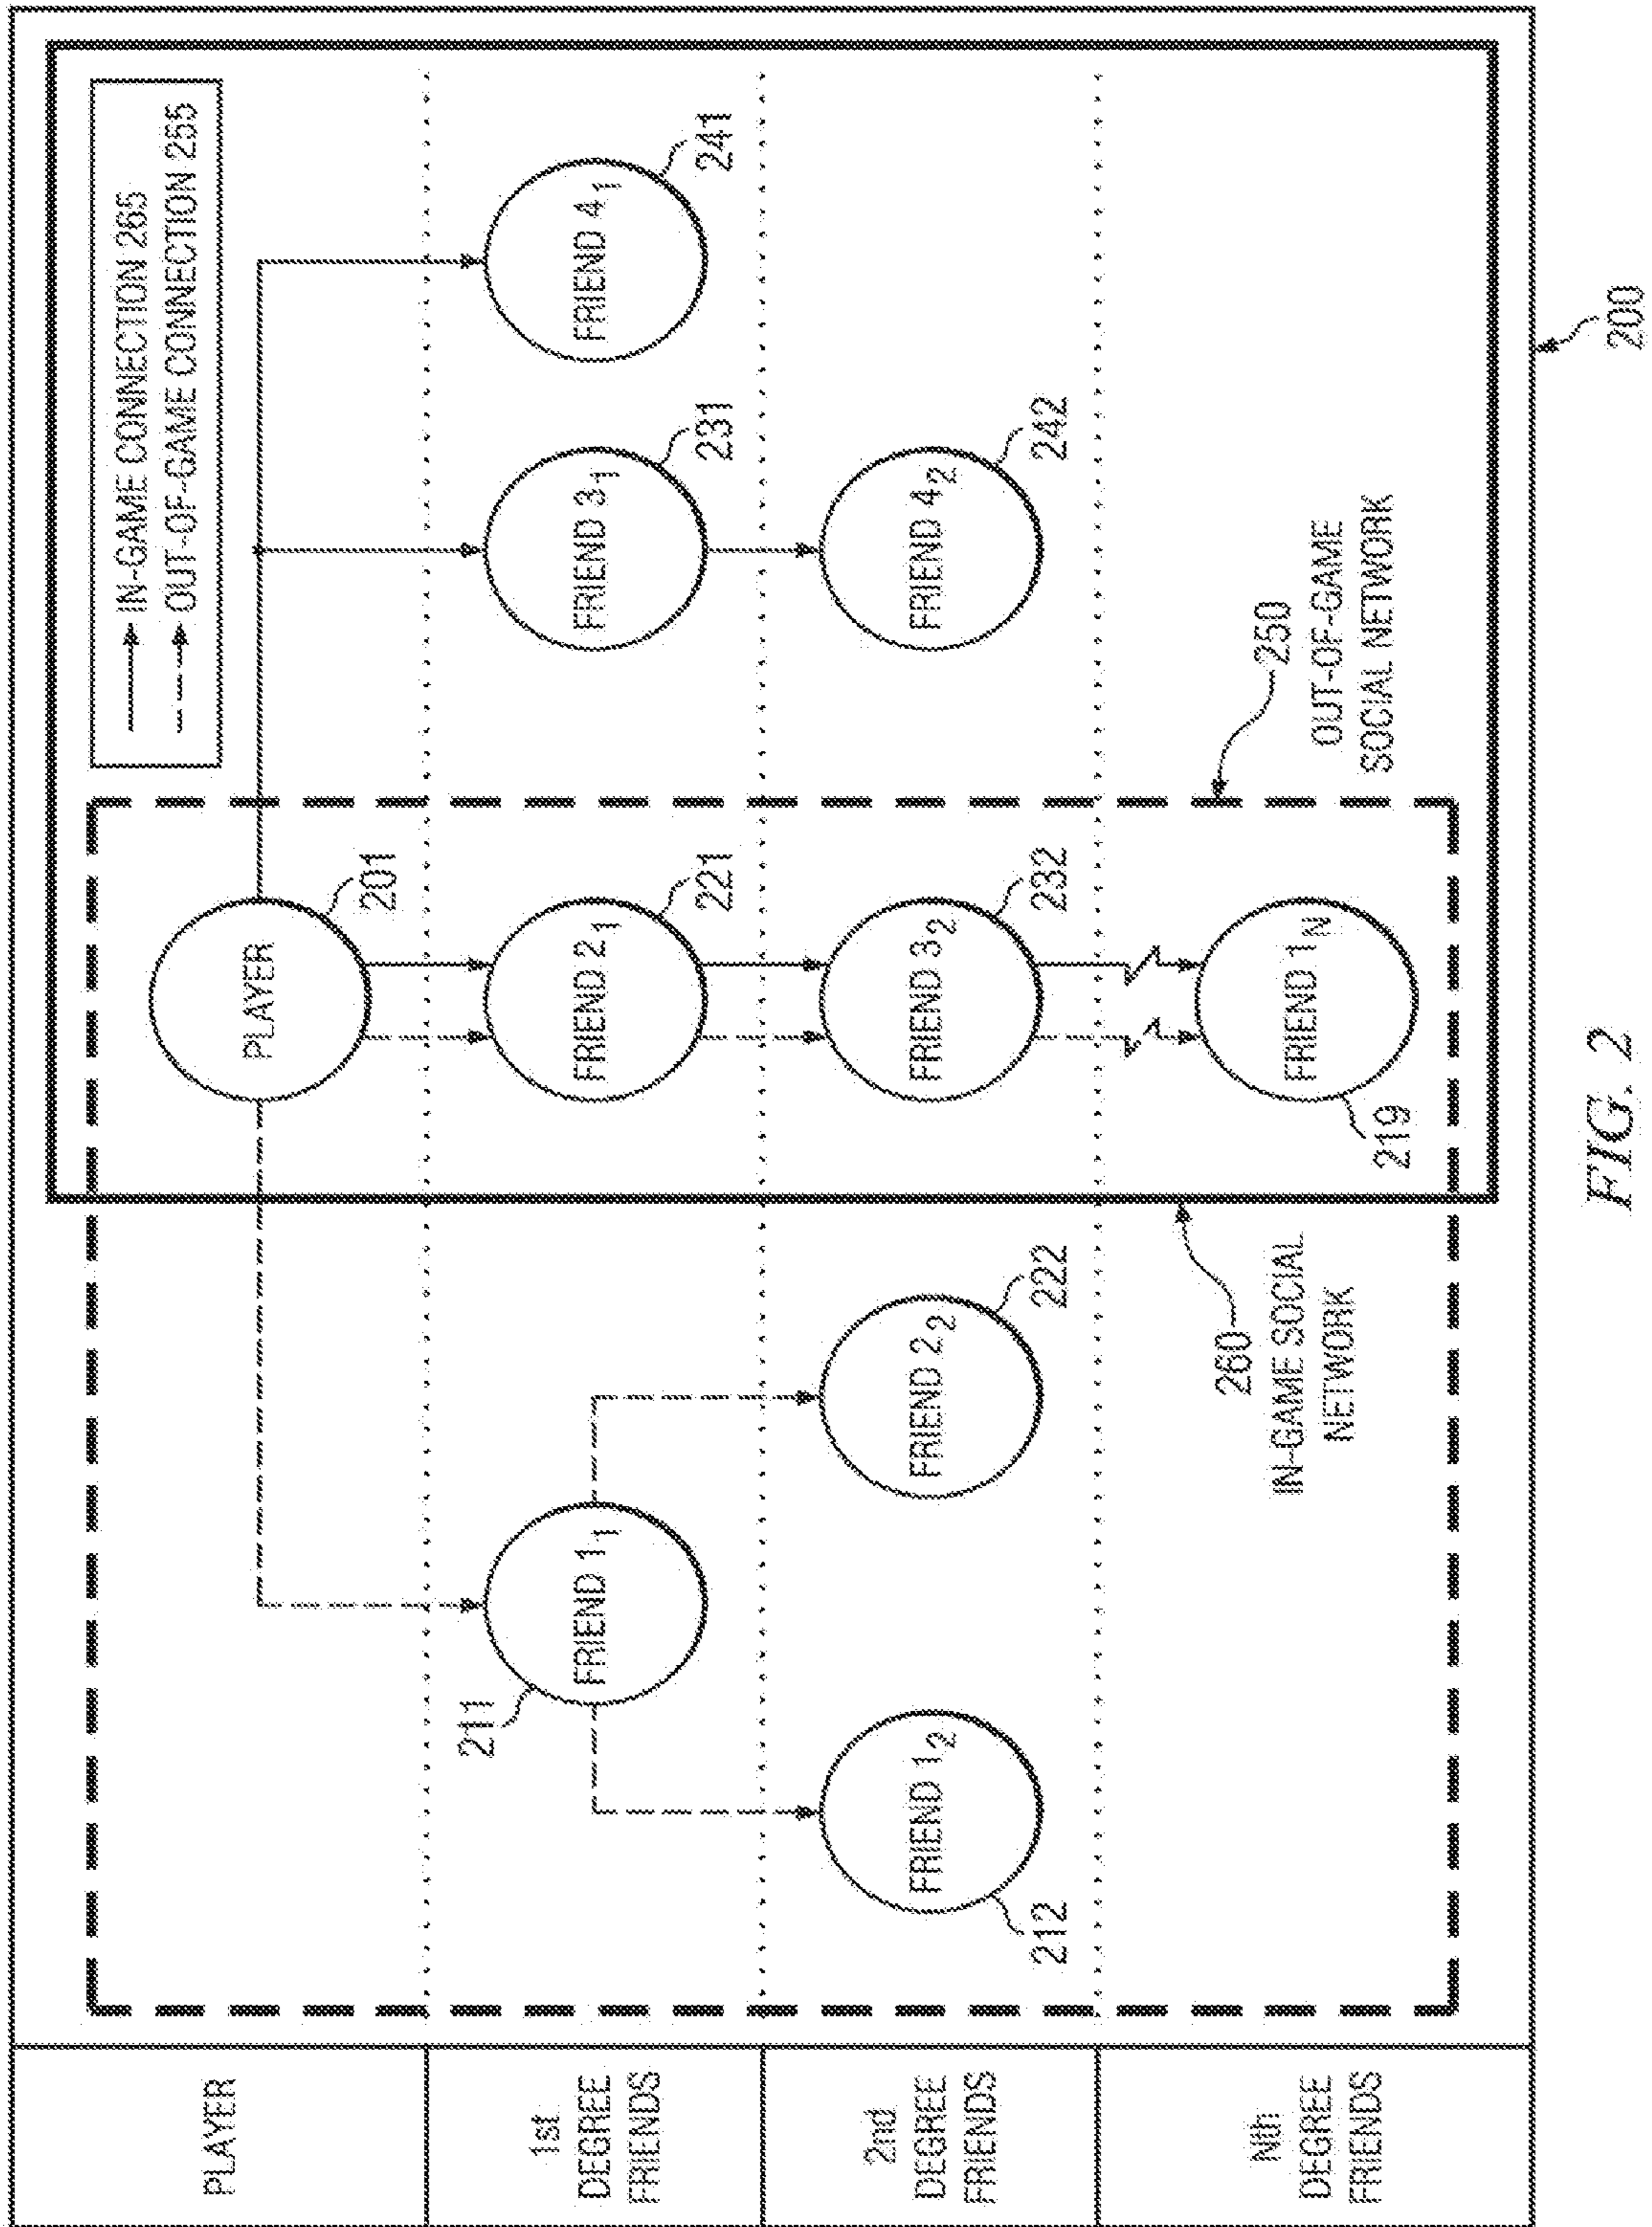 PLAYER
1st
DEGREE
FRIENDS
2nd
DEGREE
FRIENDS
Nth
DEGREE
FRIENDS
IN-GAME CONNECTION 265
OUT-OF-GAME CONNECTION 255
PLAYER
201
FRIEND 1₁
211
FRIEND 2₁
221
FRIEND 3₁
231
FRIEND 4₁
241
FRIEND 1₂
212
FRIEND 2₂
222
FRIEND 3₂
232
FRIEND 4₂
242
FRIEND 1N
219
260
IN-GAME SOCIAL
NETWORK
250
OUT-OF-GAME
SOCIAL NETWORK
200
FIG. 2